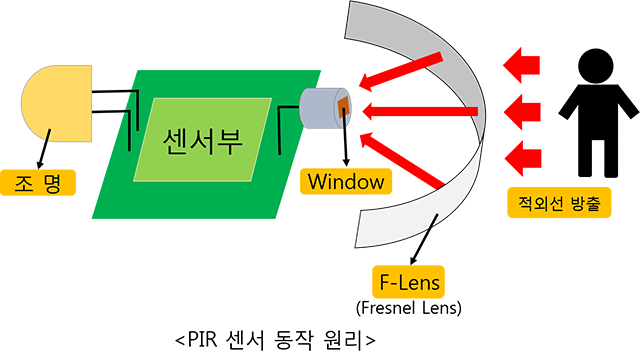 센서부
조 명
Window
적외선 방출
F-Lens
(Fresnel Lens)
<PIR 센서 동작 원리>